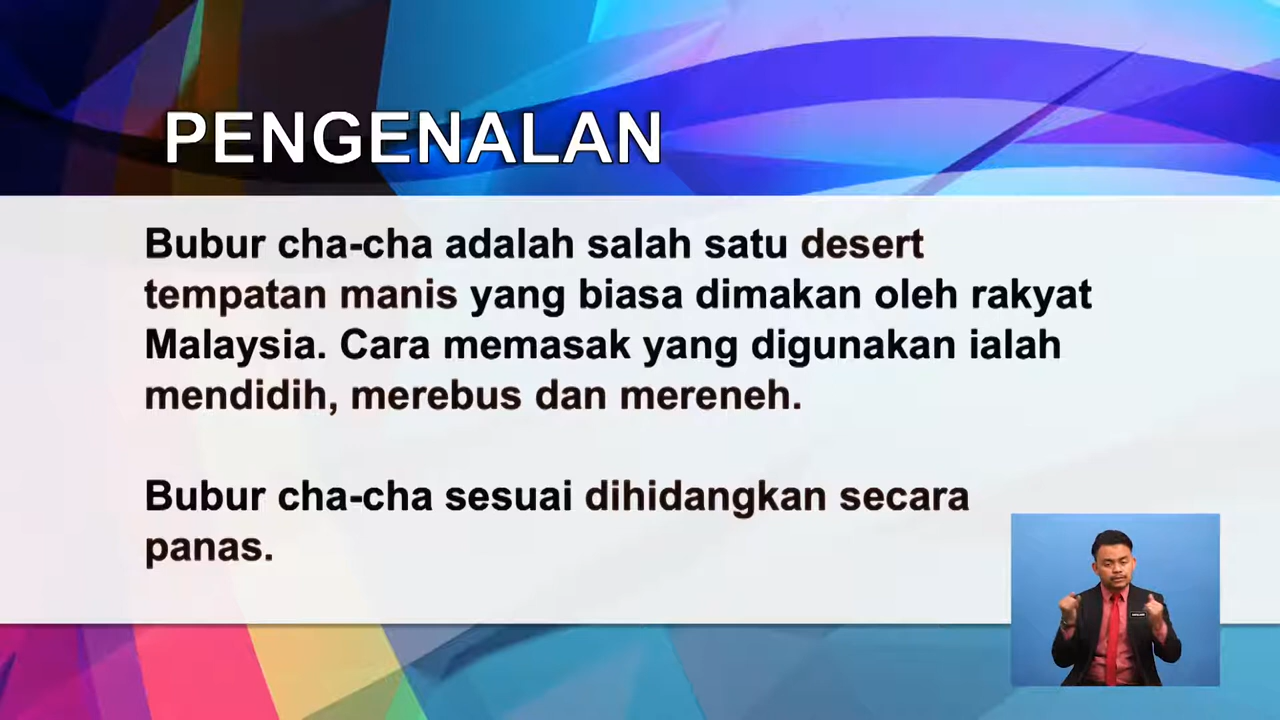 PENGENALAN
Bubur cha-cha adalah salah satu desert
tempatan manis yang biasa dimakan oleh rakyat
Malaysia. Cara memasak yang digunakan ialah
mendidih, merebus dan mereneh.
Bubur cha-cha sesuai dihidangkan secara
panas.